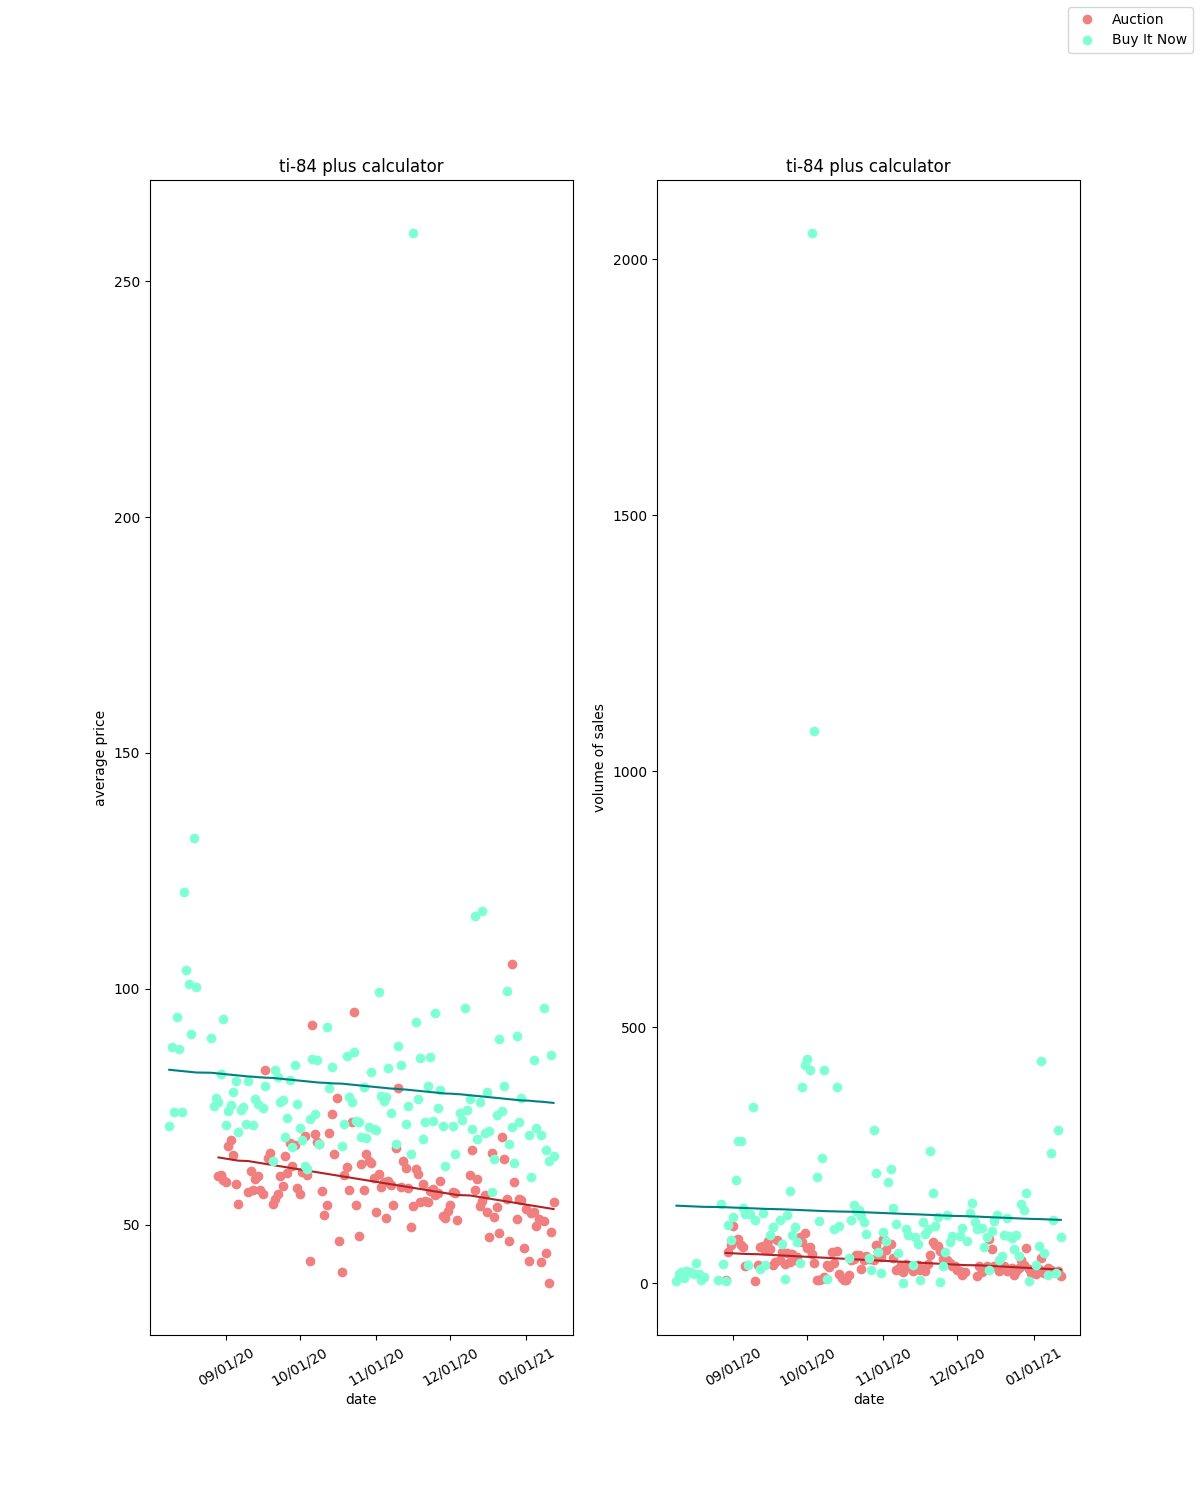 Auction
Buy It Now
ti-84 plus calculator
average price
250
200
150
100
50
09/01/20
10/01/20
11/01/20
12/01/20
01/01/21
date
ti-84 plus calculator
volume of sales
2000
1500
1000
500
0
09/01/20
10/01/20
11/01/20
12/01/20
01/01/21
date